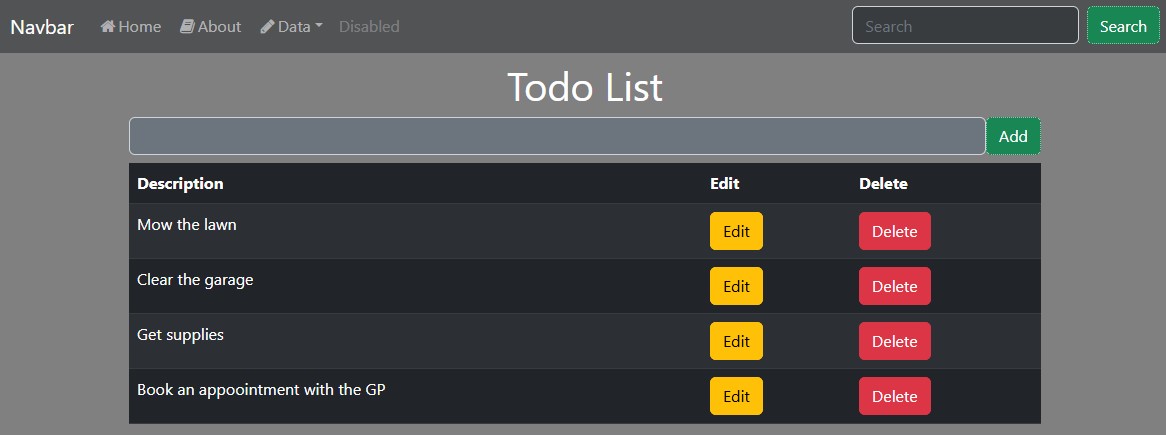 Navbar Home About Data Disabled Search Search
Todo List
Add
Description Edit Delete
Mow the lawn Edit Delete
Clear the garage Edit Delete
Get supplies Edit Delete
Book an appoointment with the GP Edit Delete